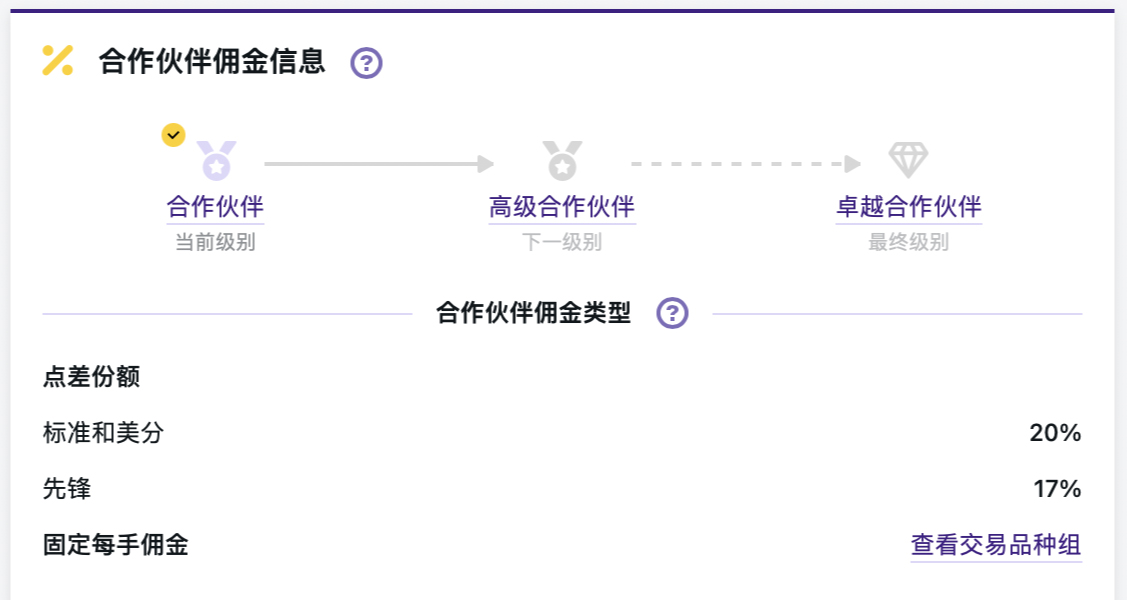 合作伙伴佣金信息 ?
合作伙伴 高级合作伙伴 卓越合作伙伴
当前级别 下一级别 最终级别
合作伙伴佣金类型 ?
点差份额
标准和美分 20%
先锋 17%
固定每手佣金 查看交易品种组